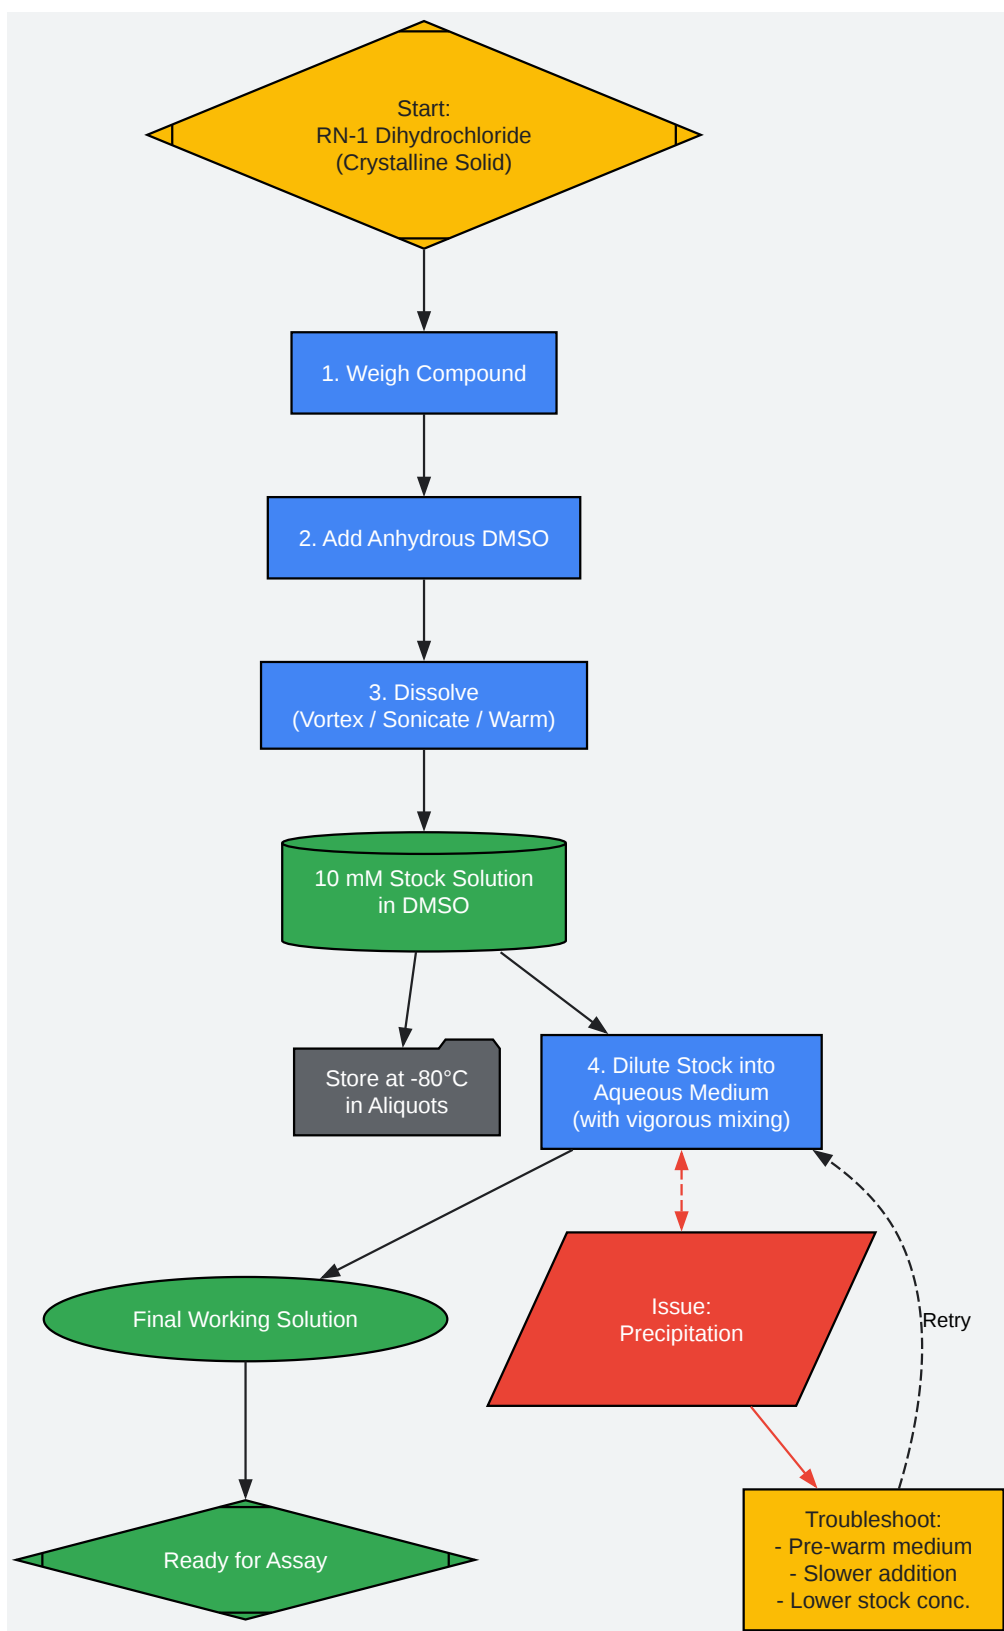 Start:
RN-1 Dihydrochloride
(Crystalline Solid)
1. Weigh Compound
2. Add Anhydrous DMSO
3. Dissolve
(Vortex / Sonicate / Warm)
10 mM Stock Solution
in DMSO
Store at -80°C
in Aliquots
4. Dilute Stock into
Aqueous Medium
(with vigorous mixing)
Final Working Solution
Issue:
Precipitation
Retry
Ready for Assay
Troubleshoot:
- Pre-warm medium
- Slower addition
- Lower stock conc.